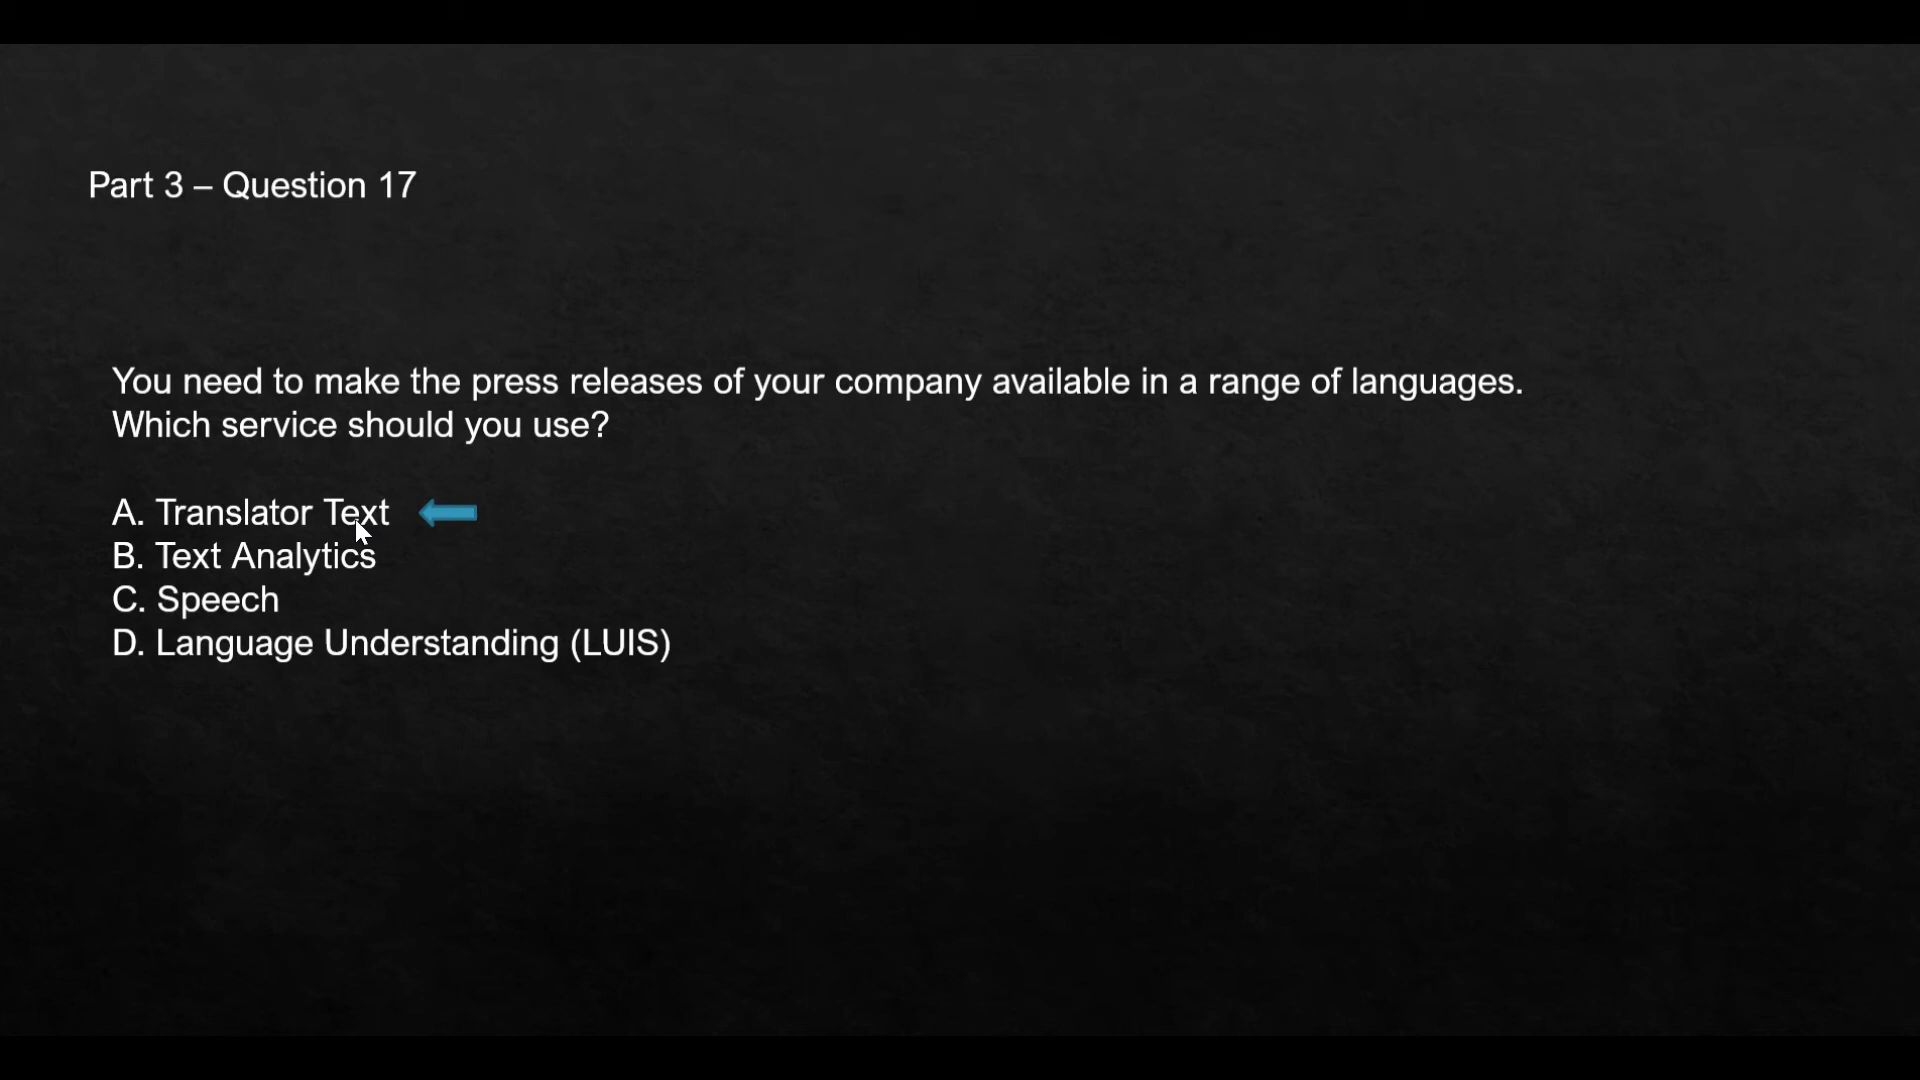 Part 3 – Question 17
You need to make the press releases of your company available in a range of languages.
Which service should you use?
A. Translator Text
B. Text Analytics
C. Speech
D. Language Understanding (LUIS)